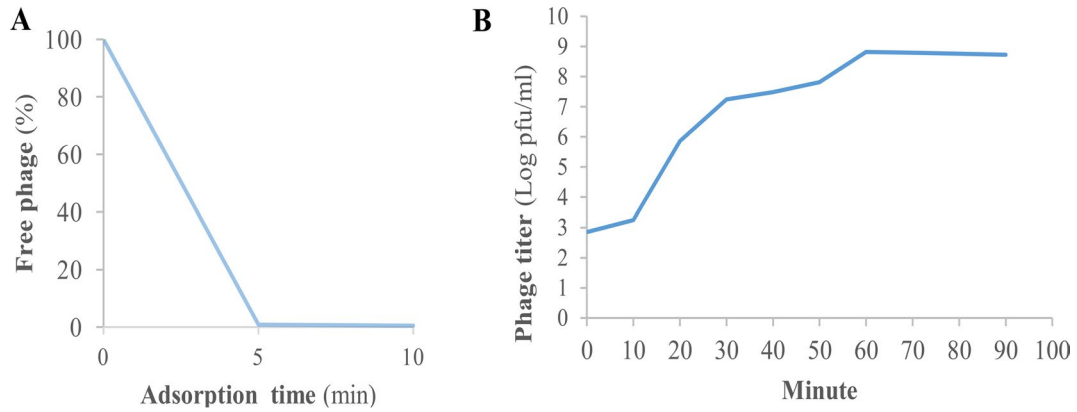 A
100
80
60
40
20
0
Free phage (%)
0 5 10
Adsorption time (min)
B
10
9
8
7
6
5
4
3
2
1
0
Phage titer (Log pfu/ml)
0 10 20 30 40 50 60 70 80 90 100
Minute